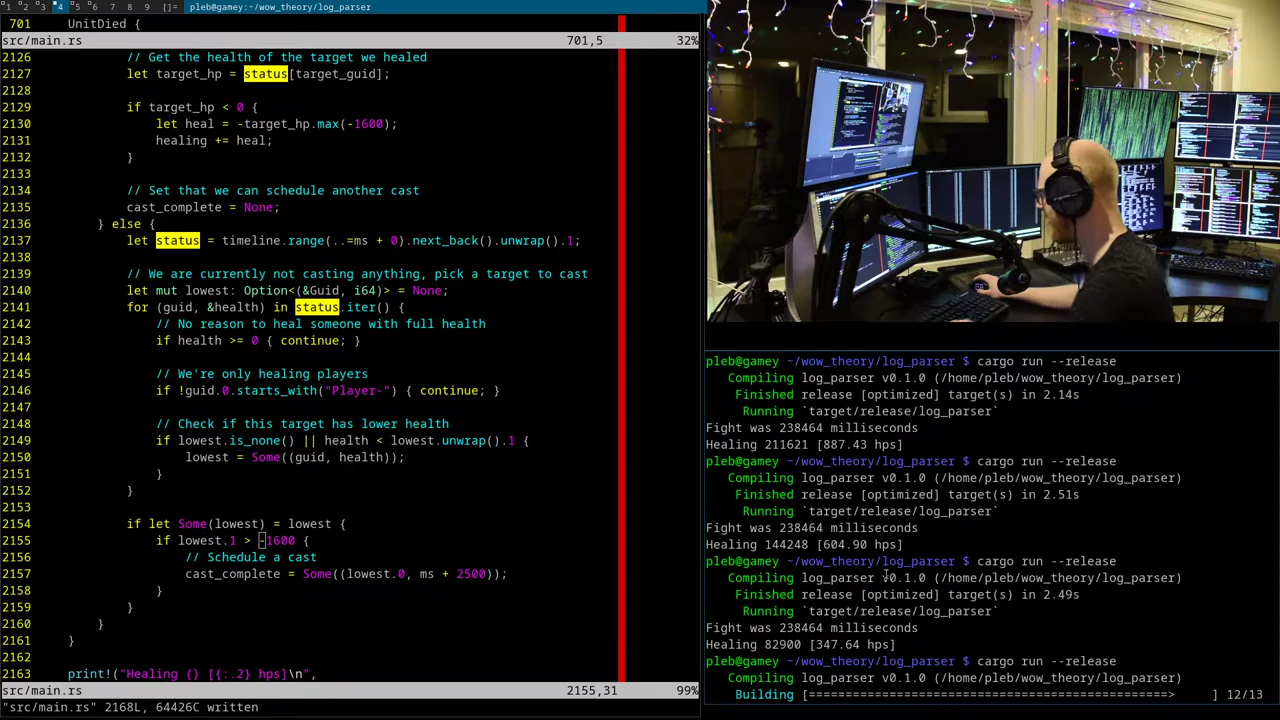 1 2 3 4 5 6 7 8 9 []= pleb@gamey:~/wow_theory/log_parser
701 UnitDied {
src/main.rs 701,5 32%
2126 // Get the health of the target we healed
2127 let target_hp = status[target_guid];
2128
2129 if target_hp < 0 {
2130 let heal = -target_hp.max(-1600);
2131 healing += heal;
2132 }
2133
2134 // Set that we can schedule another cast
2135 cast_complete = None;
2136 } else {
2137 let status = timeline.range(..=ms + 0).next_back().unwrap().1;
2138
2139 // We are currently not casting anything, pick a target to cast
2140 let mut lowest: Option<(&Guid, i64)> = None;
2141 for (guid, &health) in status.iter() {
2142 // No reason to heal someone with full health
2143 if health >= 0 { continue; }
2144
2145 // We're only healing players
2146 if !guid.0.starts_with("Player-") { continue; }
2147
2148 // Check if this target has lower health
2149 if lowest.is_none() || health < lowest.unwrap().1 {
2150 lowest = Some((guid, health));
2151 }
2152 }
2153
2154 if let Some(lowest) = lowest {
2155 if lowest.1 > -1600 {
2156 // Schedule a cast
2157 cast_complete = Some((lowest.0, ms + 2500));
2158 }
2159 }
2160 }
2161 }
2162
2163 print!("Healing {} [{:.2} hps]\n",
src/main.rs 2155,31 99%
"src/main.rs" 2168L, 64426C written
pleb@gamey ~/wow_theory/log_parser $ cargo run --release
Compiling log_parser v0.1.0 (/home/pleb/wow_theory/log_parser)
Finished release [optimized] target(s) in 2.14s
Running `target/release/log_parser`
Fight was 238464 milliseconds
Healing 211621 [887.43 hps]
pleb@gamey ~/wow_theory/log_parser $ cargo run --release
Compiling log_parser v0.1.0 (/home/pleb/wow_theory/log_parser)
Finished release [optimized] target(s) in 2.51s
Running `target/release/log_parser`
Fight was 238464 milliseconds
Healing 144248 [604.90 hps]
pleb@gamey ~/wow_theory/log_parser $ cargo run --release
Compiling log_parser v0.1.0 (/home/pleb/wow_theory/log_parser)
Finished release [optimized] target(s) in 2.49s
Running `target/release/log_parser`
Fight was 238464 milliseconds
Healing 82900 [347.64 hps]
pleb@gamey ~/wow_theory/log_parser $ cargo run --release
Compiling log_parser v0.1.0 (/home/pleb/wow_theory/log_parser)
Building [==================================================> ] 12/13